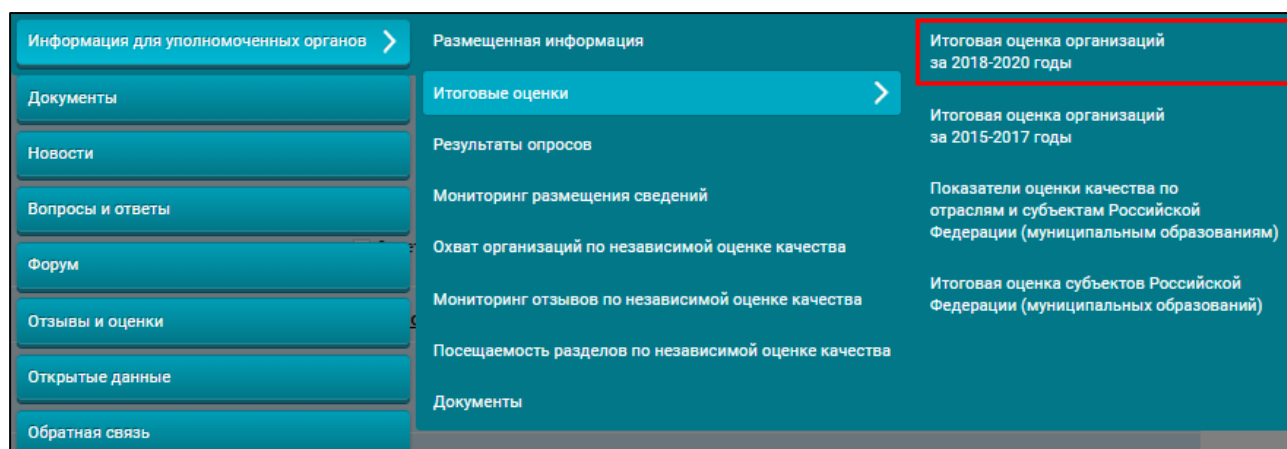 Информация для уполномоченных органов
Документы
Новости
Вопросы и ответы
Форум
Отзывы и оценки
Открытые данные
Обратная связь
Размещенная информация
Итоговые оценки
Результаты опросов
Мониторинг размещения сведений
Охват организаций по независимой оценке качества
Мониторинг отзывов по независимой оценке качества
Посещаемость разделов по независимой оценке качества
Документы
Итоговая оценка организаций
за 2018-2020 годы
Итоговая оценка организаций
за 2015-2017 годы
Показатели оценки качества по
отраслям и субъектам Российской
Федерации (муниципальным образованиям)
Итоговая оценка субъектов Российской
Федерации (муниципальных образований)